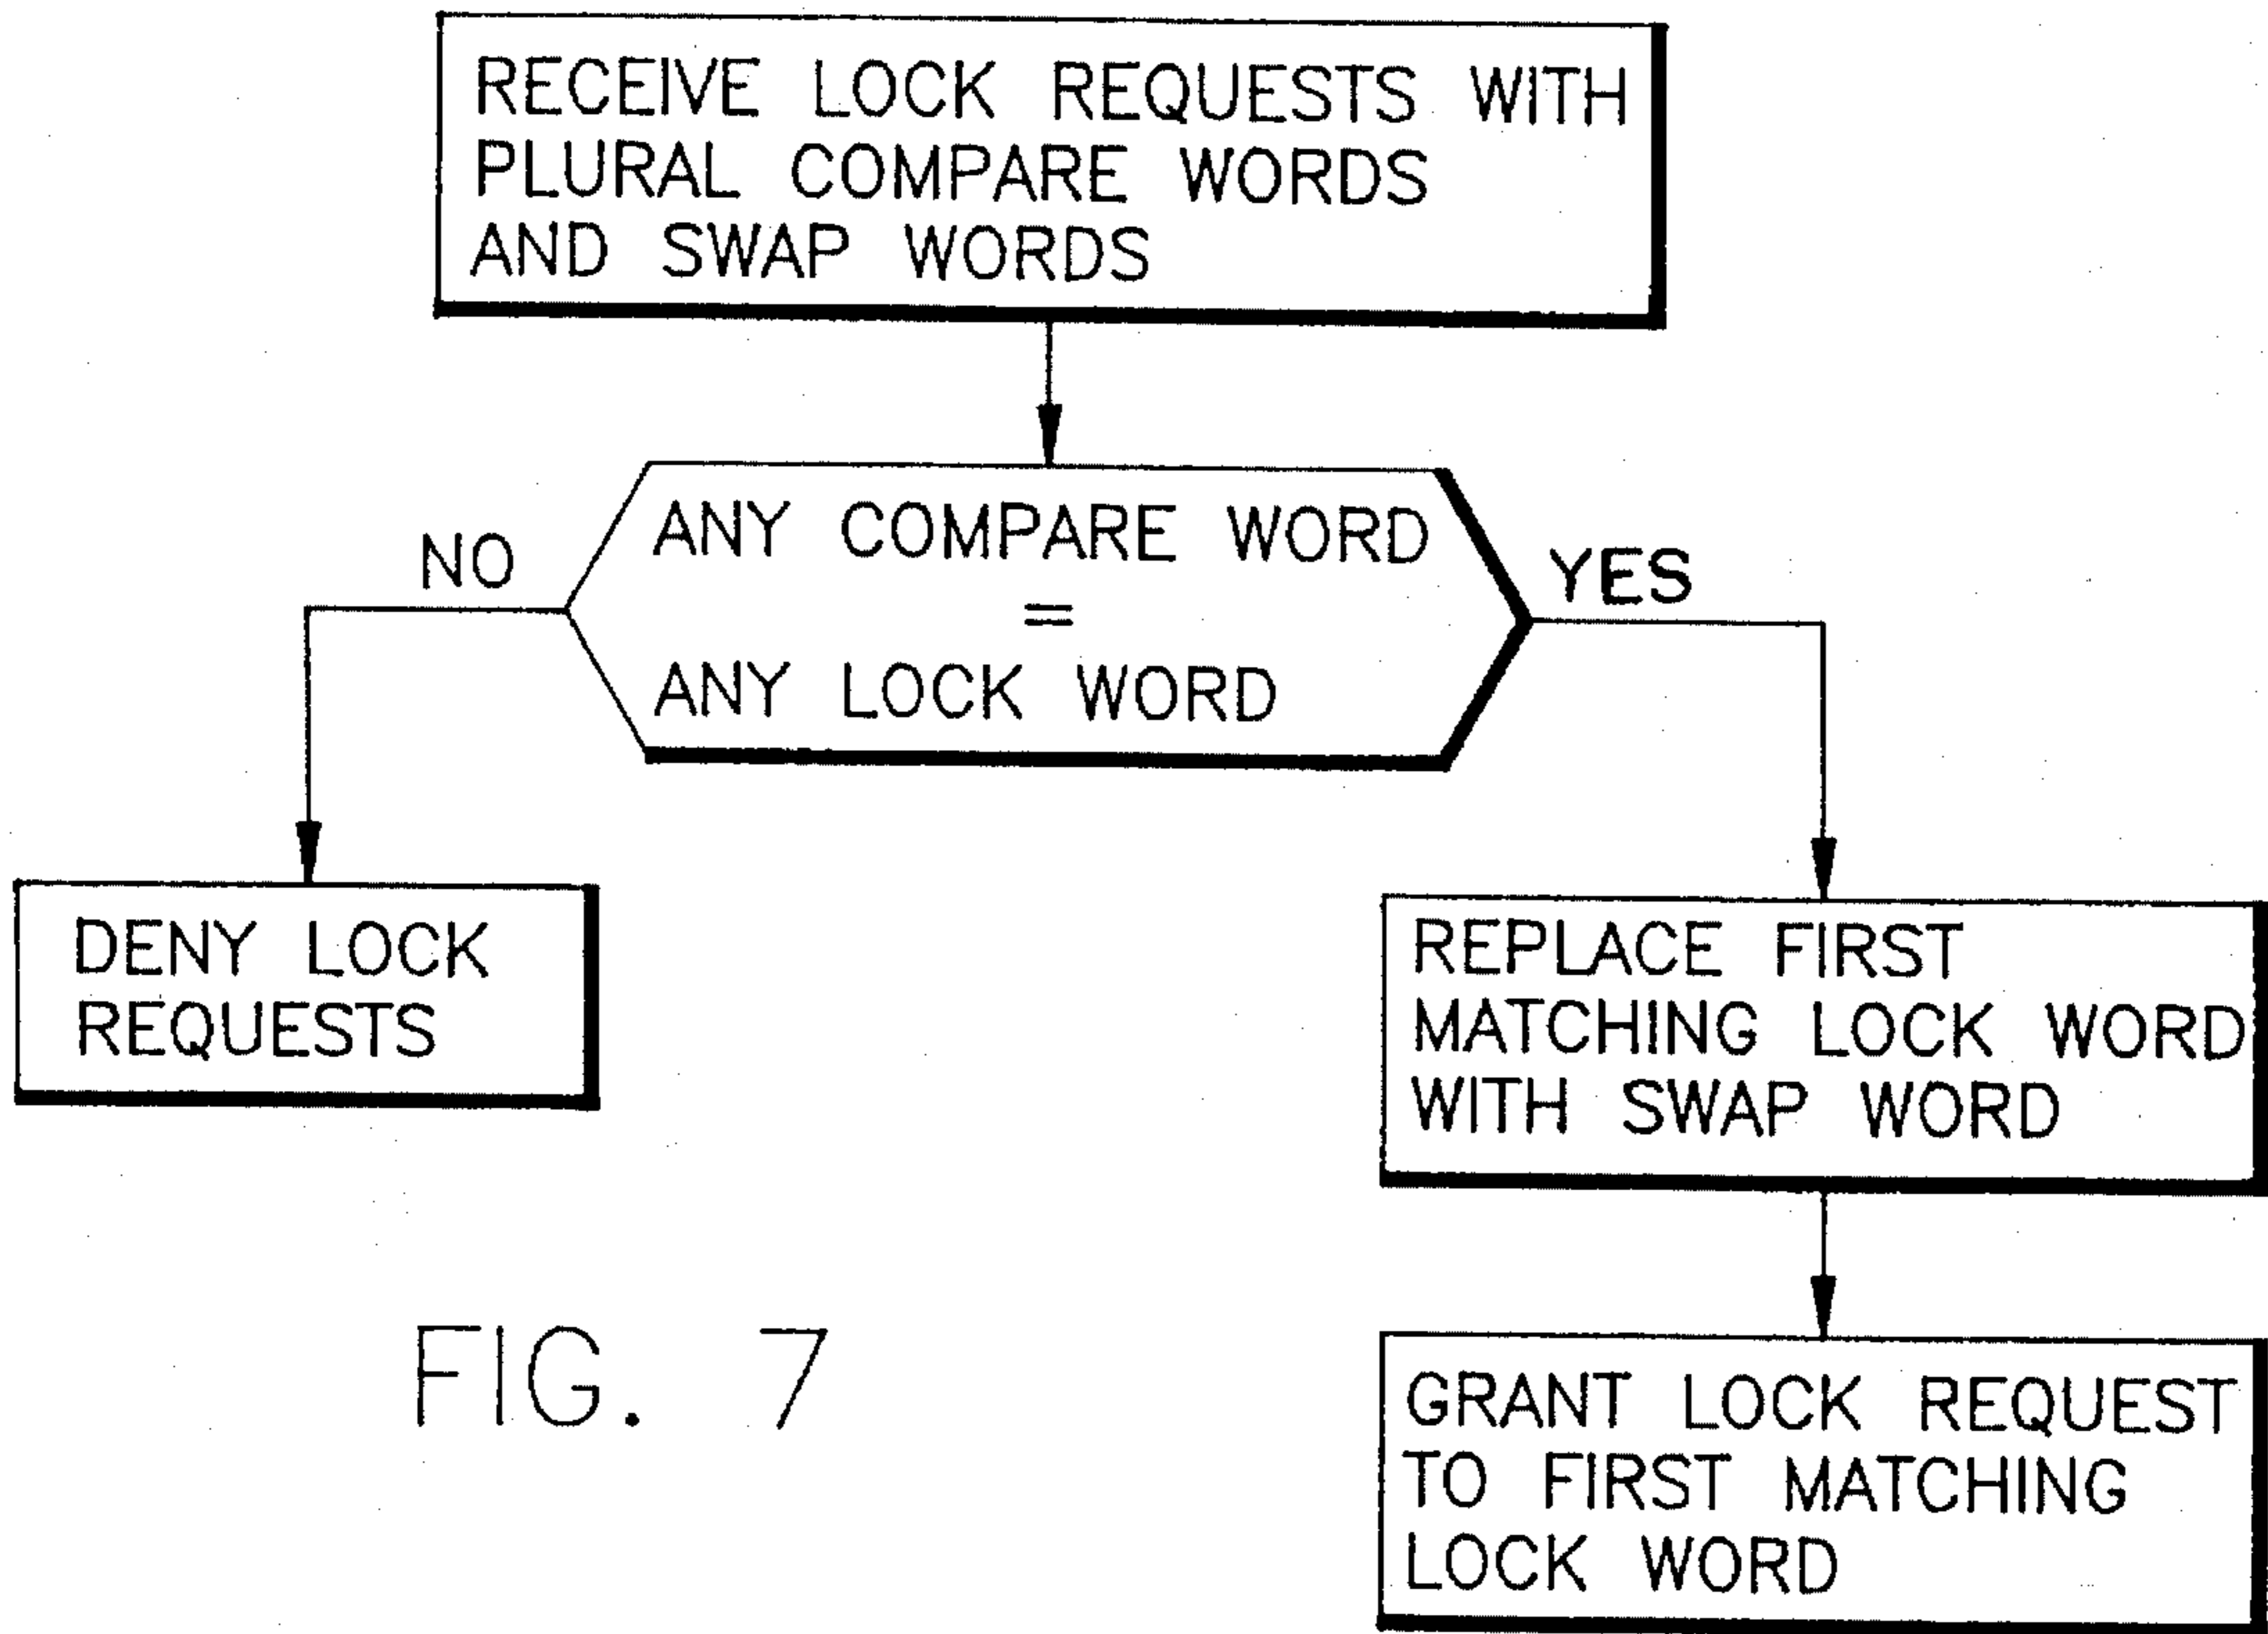 RECEIVE LOCK REQUESTS WITH
PLURAL COMPARE WORDS
AND SWAP WORDS
ANY COMPARE WORD
=
ANY LOCK WORD
NO
YES
DENY LOCK
REQUESTS
REPLACE FIRST
MATCHING LOCK WORD
WITH SWAP WORD
GRANT LOCK REQUEST
TO FIRST MATCHING
LOCK WORD
FIG. 7